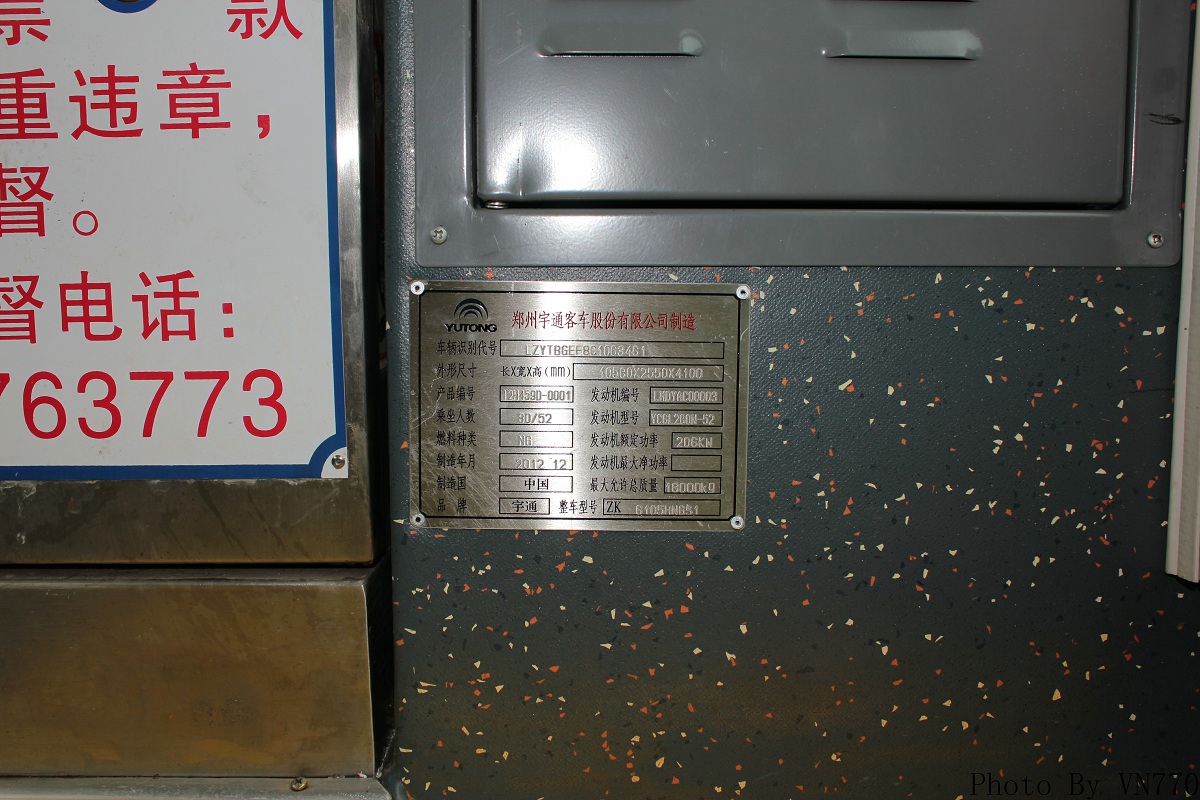 票 款
重违章，
督。
督电话：
763773
YUTONG 郑州宇通客车股份有限公司制造
车辆识别代号
外形尺寸 长X宽X高(mm) 10580X2550X4100
产品编号 发动机编号
乘坐人数 80/52 发动机型号 YC6L280N-52
燃料种类 NG 发动机额定功率 206KW
制造年月 2012.12 发动机最大净功率
制造国 中国 最大允许总质量 18000kg
品 牌 宇通 整车型号 ZK
Photo By VN770